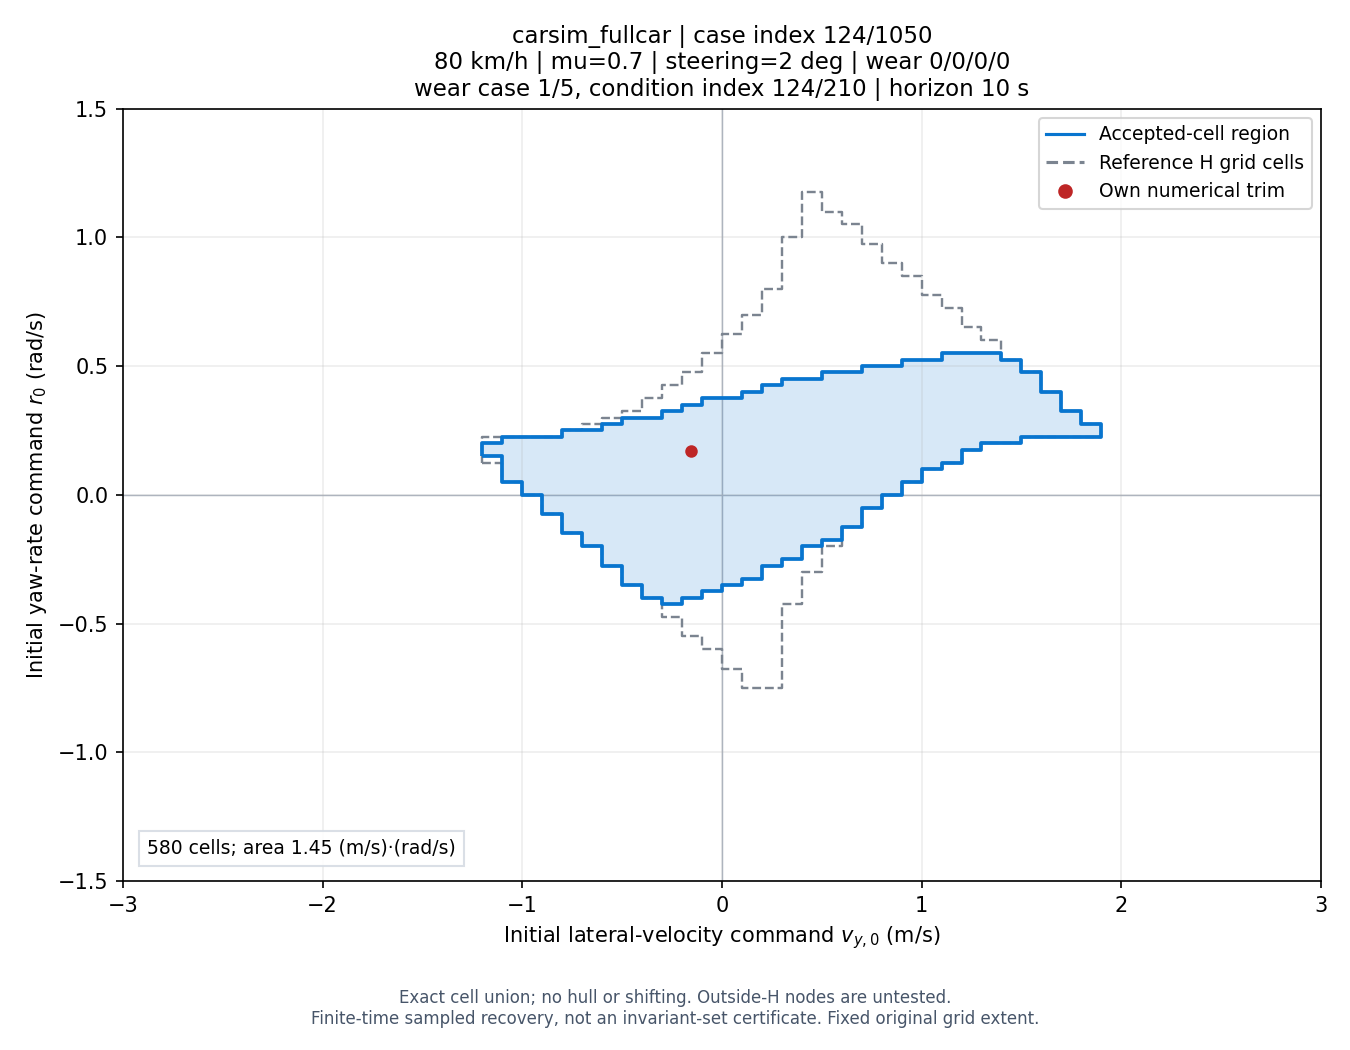 carsim_fullcar | case index 124/1050
80 km/h | mu=0.7 | steering=2 deg | wear 0/0/0/0
wear case 1/5, condition index 124/210 | horizon 10 s
Accepted-cell region
Reference H grid cells
Own numerical trim
1.5
1.0
0.5
0.0
−0.5
−1.0
−1.5
Initial yaw-rate command r₀ (rad/s)
580 cells; area 1.45 (m/s)·(rad/s)
−3
−2
−1
0
1
2
3
Initial lateral-velocity command v_{y,0} (m/s)
Exact cell union; no hull or shifting. Outside-H nodes are untested.
Finite-time sampled recovery, not an invariant-set certificate. Fixed original grid extent.